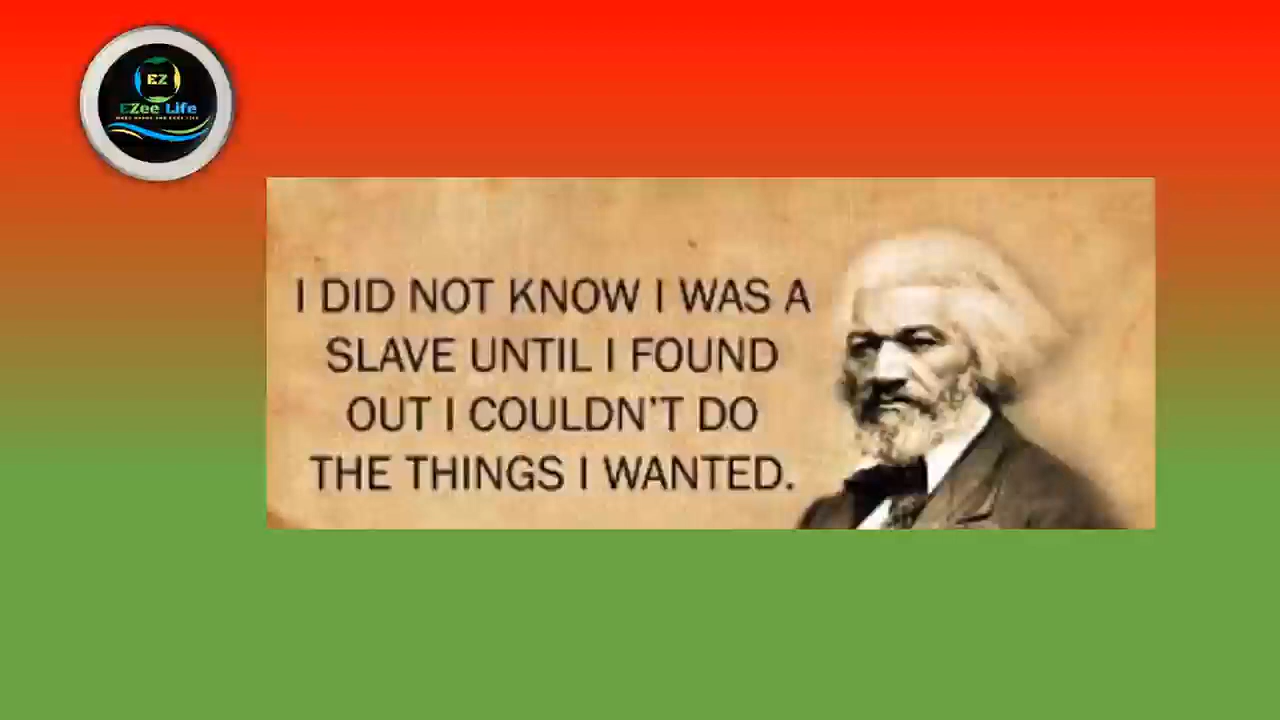 EZ
EZee Life
I DID NOT KNOW I WAS A
SLAVE UNTIL I FOUND
OUT I COULDN'T DO
THE THINGS I WANTED.